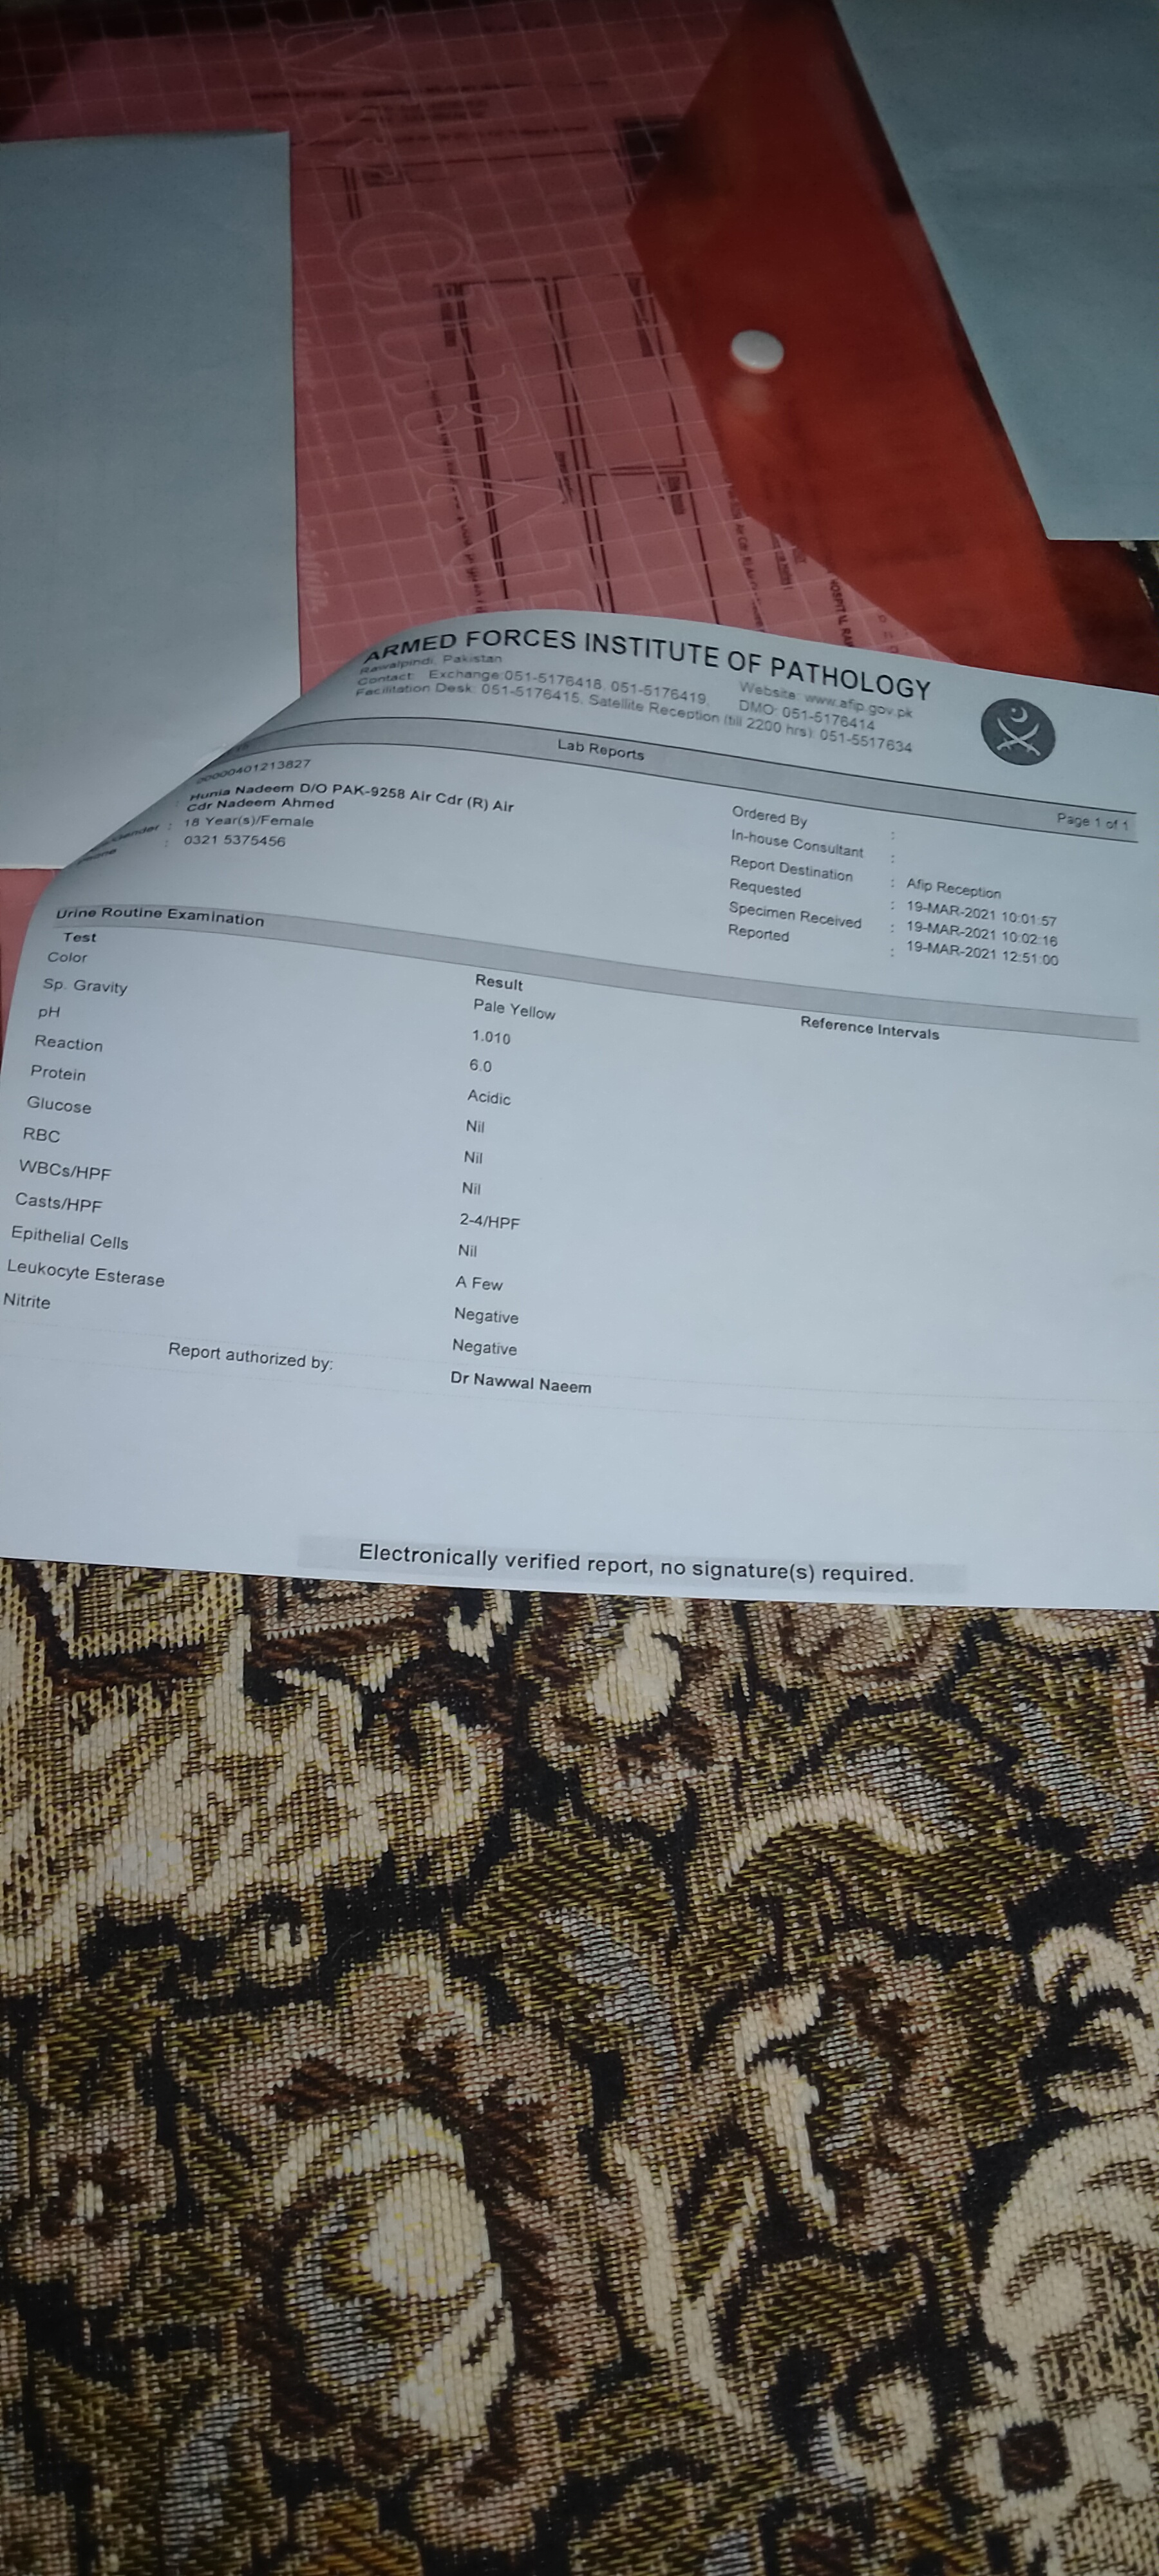 ARMED FORCES INSTITUTE OF PATHOLOGY
Rawalpindi, Pakistan
Website: www.afip.gov.pk
Contact: Exchange:051-5176418, 051-5176419, DMO: 051-5176414
Facilitation Desk: 051-5176415, Satellite Reception (till 2200 hrs): 051-5517634
Lab Reports
Page 1 of 1
00000401213827
Hunia Nadeem D/O PAK-9258 Air Cdr (R) Air
Cdr Nadeem Ahmed
: 18 Year(s)/Female
: 0321 5375456
Ordered By :
In-house Consultant :
Report Destination : Afip Reception
Requested : 19-MAR-2021 10:01:57
Specimen Received : 19-MAR-2021 10:02:16
Reported : 19-MAR-2021 12:51:00
Urine Routine Examination
Test Result Reference Intervals
Color Pale Yellow
Sp. Gravity 1.010
pH 6.0
Reaction Acidic
Protein Nil
Glucose Nil
RBC Nil
WBCs/HPF 2-4/HPF
Casts/HPF Nil
Epithelial Cells A Few
Leukocyte Esterase Negative
Nitrite Negative
Report authorized by: Dr Nawwal Naeem
Electronically verified report, no signature(s) required.